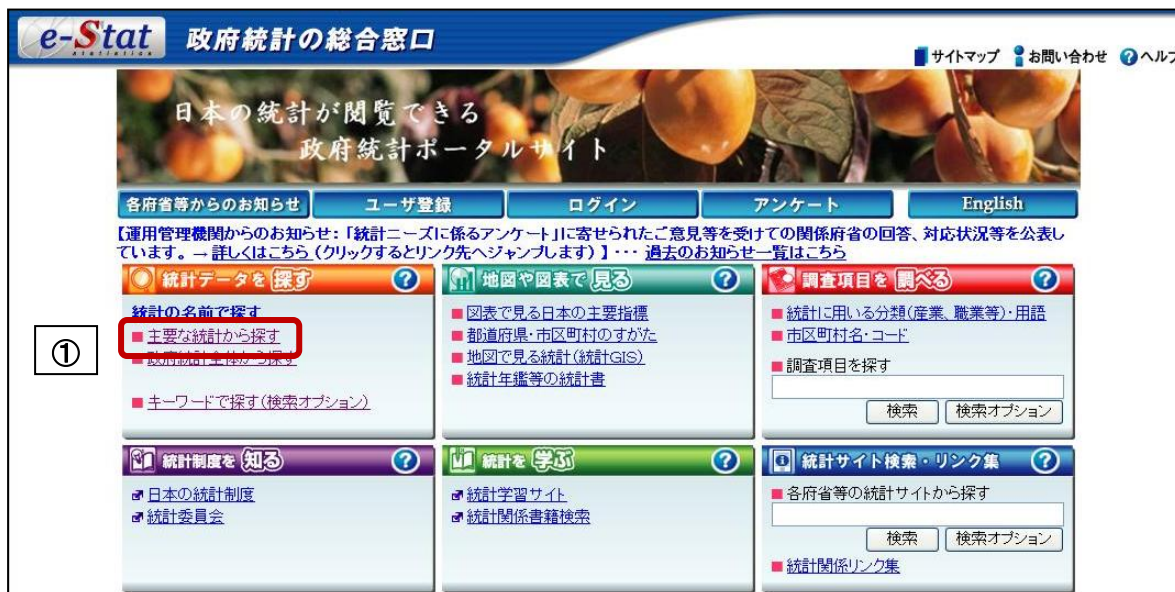 e-Stat 政府統計の総合窓口
statistics
サイトマップ お問い合わせ ヘルプ
日本の統計が閲覧できる
政府統計ポータルサイト
各府省等からのお知らせ ユーザ登録 ログイン アンケート English
【運用管理機関からのお知らせ：「統計ニーズに係るアンケート」に寄せられたご意見等を受けての関係府省の回答、対応状況等を公表し
ています。→詳しくはこちら（クリックするとリンク先へジャンプします）】・・・ 過去のお知らせ一覧はこちら
統計データを 探す
統計の名前で探す
①
主要な統計から探す
政府統計全体から探す
キーワードで探す（検索オプション）
地図や図表で 見る
図表で見る日本の主要指標
都道府県・市区町村のすがた
地図で見る統計（統計GIS）
統計年鑑等の統計書
調査項目を 調べる
統計に用いる分類（産業、職業等）・用語
市区町村名・コード
調査項目を探す
検索 検索オプション
統計制度を 知る
日本の統計制度
統計委員会
統計を 学ぶ
統計学習サイト
統計関係書籍検索
統計サイト検索・リンク集
各府省等の統計サイトから探す
検索 検索オプション
統計関係リンク集